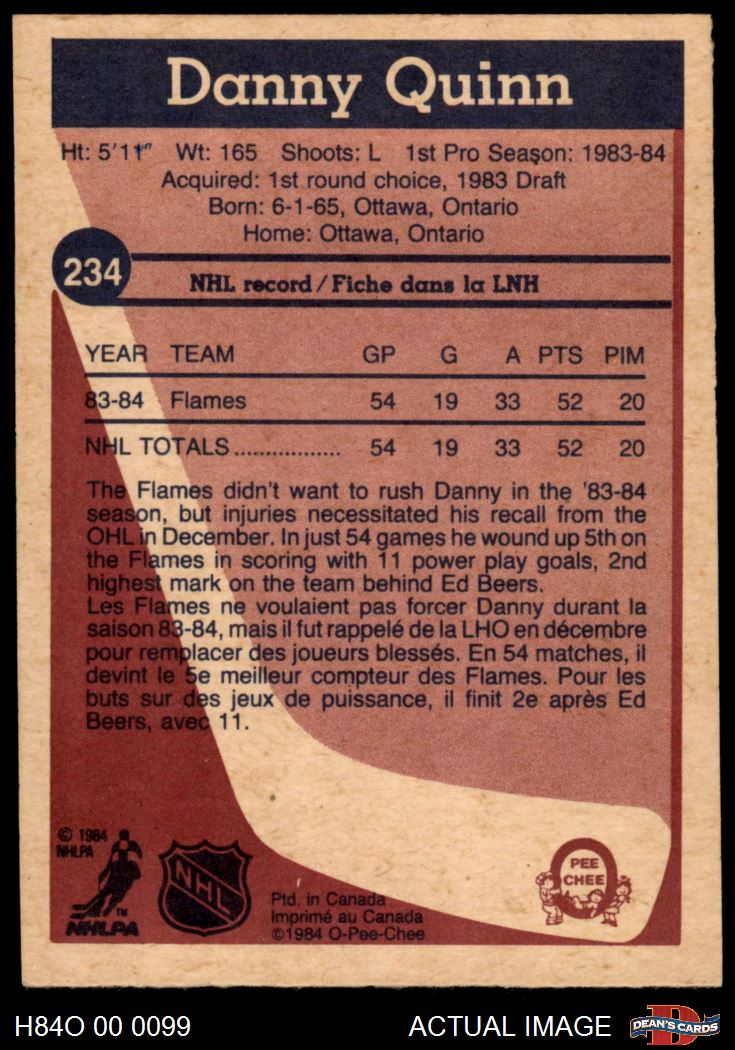 Danny Quinn
Ht: 5'11" Wt: 165 Shoots: L 1st Pro Season: 1983-84
Acquired: 1st round choice, 1983 Draft
Born: 6-1-65, Ottawa, Ontario
Home: Ottawa, Ontario
234
NHL record / Fiche dans la LNH
YEAR TEAM GP G A PTS PIM
83-84 Flames 54 19 33 52 20
NHL TOTALS................. 54 19 33 52 20
The Flames didn't want to rush Danny in the '83-84
season, but injuries necessitated his recall from the
OHL in December. In just 54 games he wound up 5th on
the Flames in scoring with 11 power play goals, 2nd
highest mark on the team behind Ed Beers.
Les Flames ne voulaient pas forcer Danny durant la
saison 83-84, mais il fut rappelé de la LHO en décembre
pour remplacer des joueurs blessés. En 54 matches, il
devint le 5e meilleur compteur des Flames. Pour les
buts sur des jeux de puissance, il finit 2e après Ed
Beers, avec 11.
© 1984
NHLPA
TM
NHLPA
NHL
Ptd. in Canada
Imprimé au Canada
©1984 O-Pee-Chee
PEE
CHEE
H84O 00 0099
ACTUAL IMAGE
D
DEAN'S CARDS